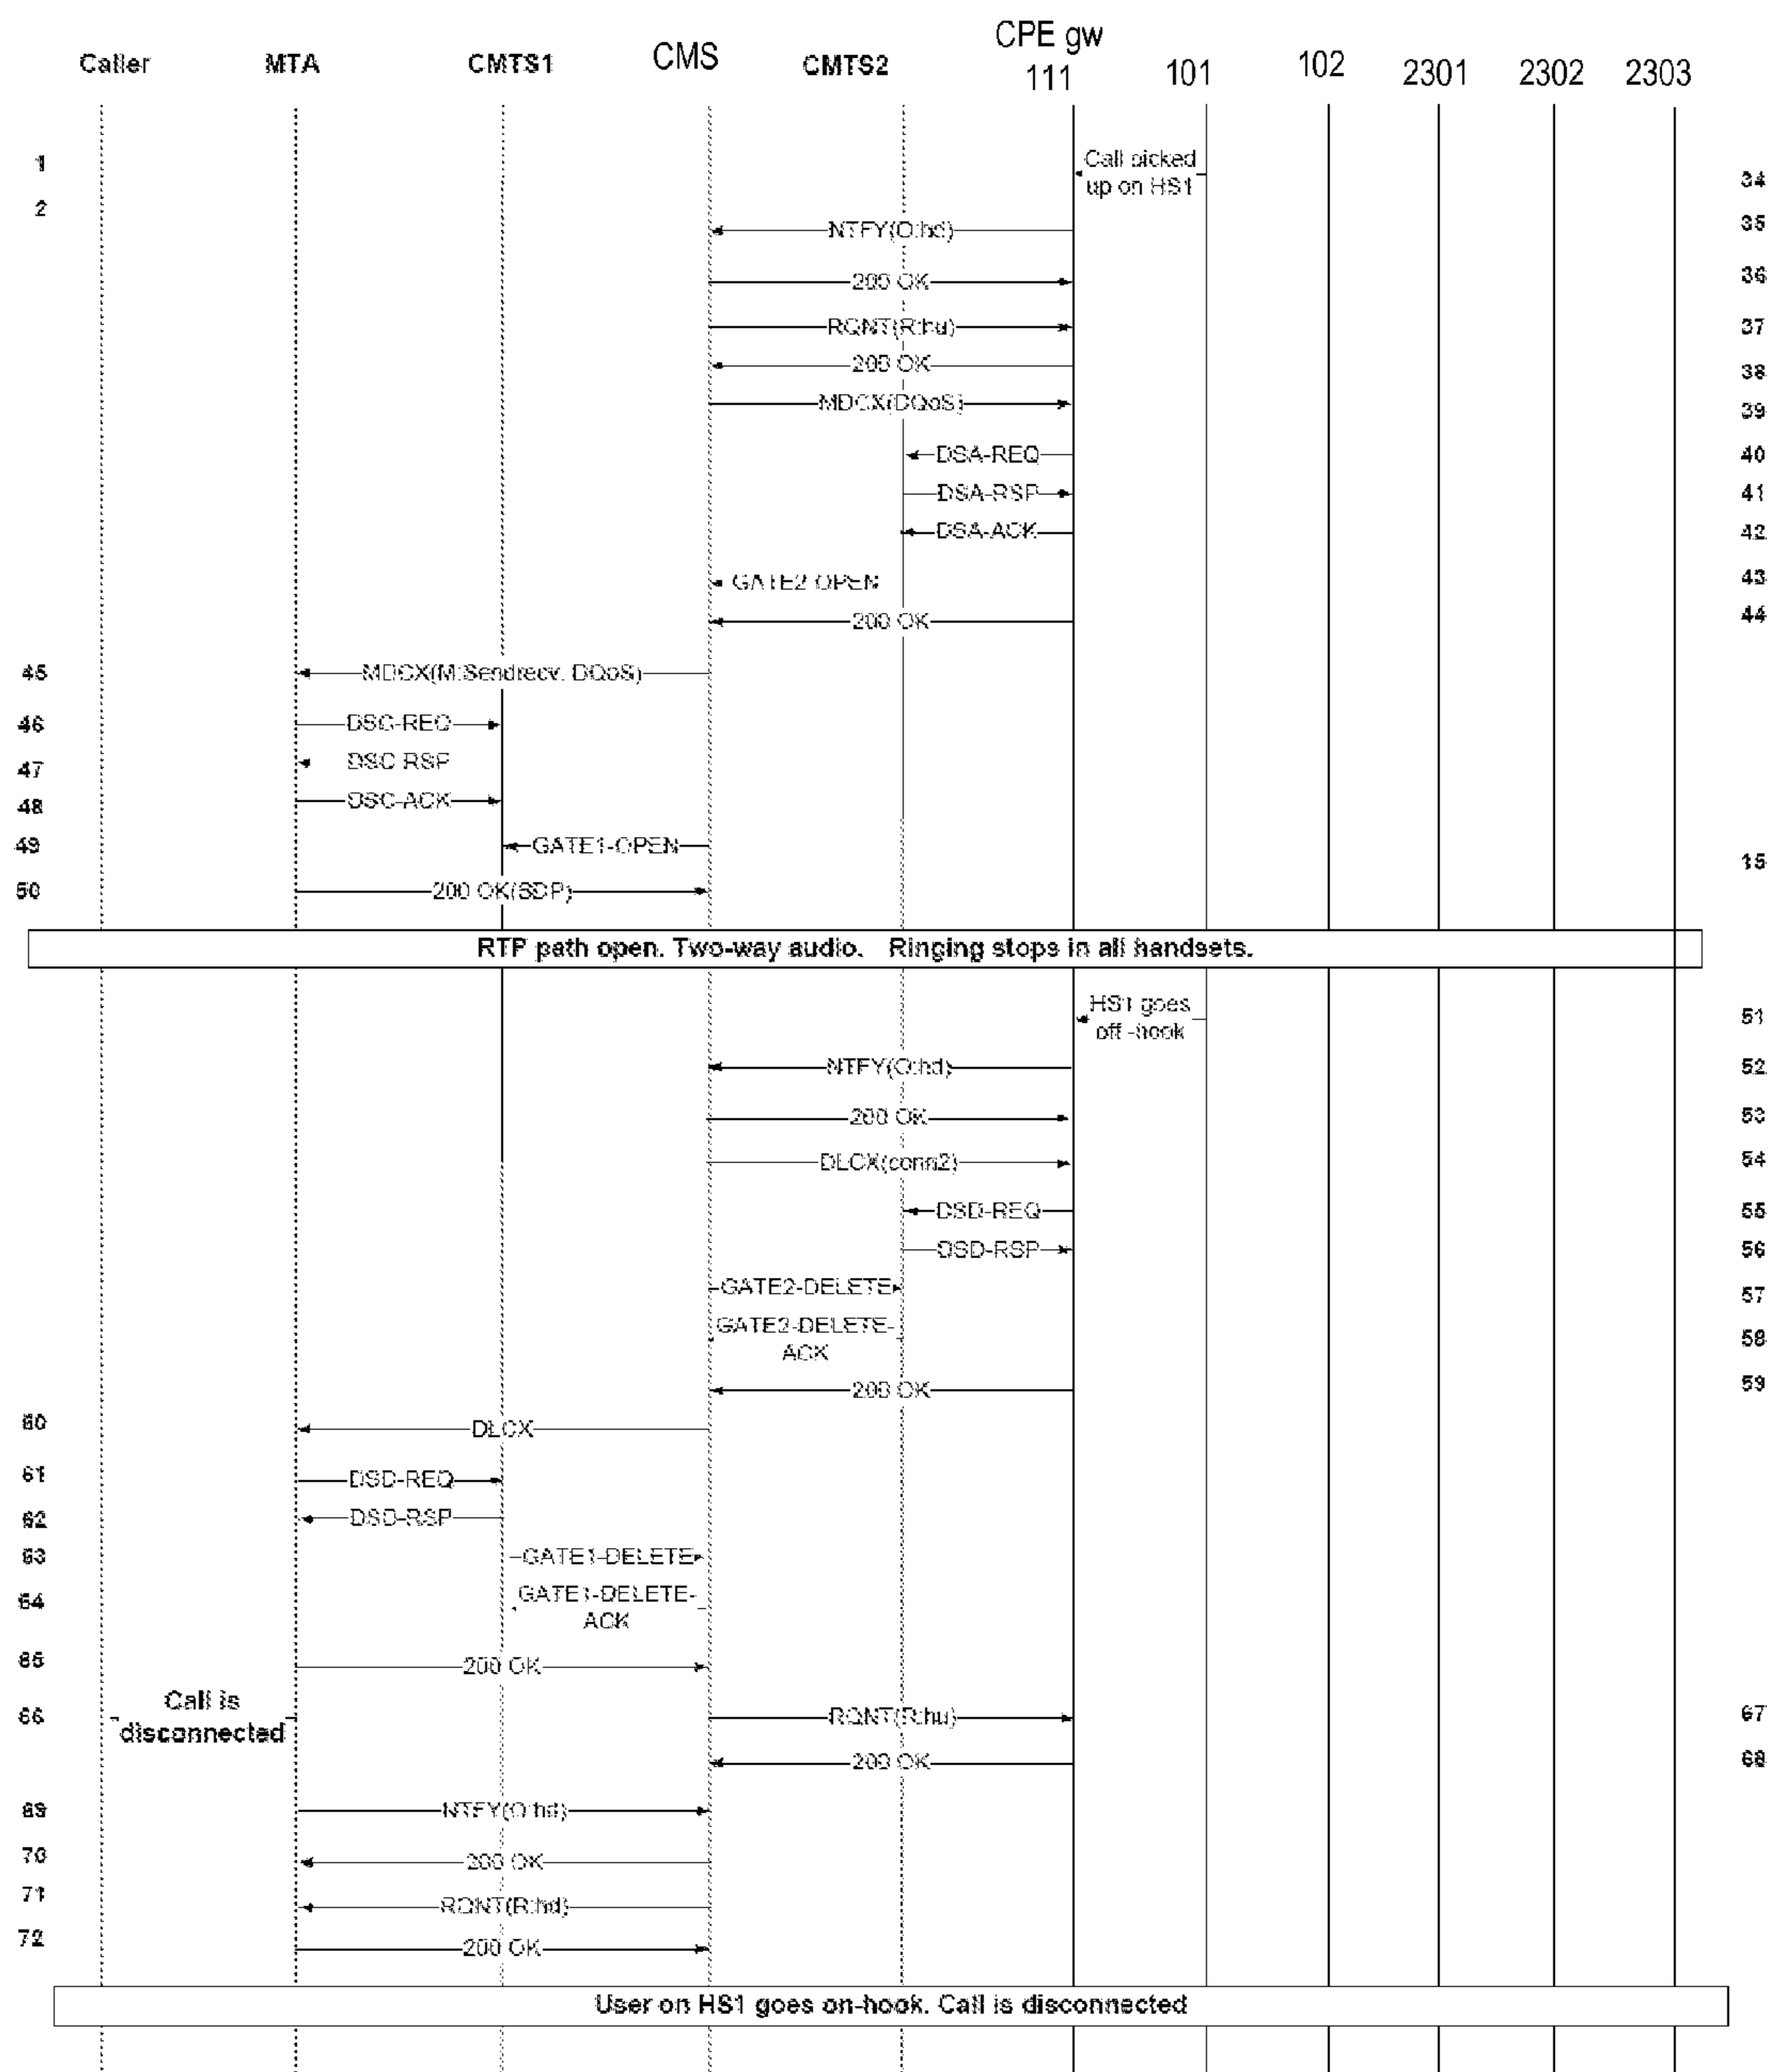 CPE gw
Caller MTA CMTS1 CMS CMTS2 111 101 102 2301 2302 2303
1 Call picked
up on HS1 34
2 NTFY(O:hd) 35
200 OK 36
RQNT(R:hu) 37
200 OK 38
MDCX(DQoS) 39
DSA-REQ 40
DSA-RSP 41
DSA-ACK 42
GATE2-OPEN 43
200 OK 44
45 MDCX(M:Sendrecv, DQoS)
46 DSC-REQ
47 DSC-RSP
48 DSC-ACK
49 GATE1-OPEN 15
50 200 OK(SDP)
RTP path open. Two-way audio. Ringing stops in all handsets.
HS1 goes
off-hook 51
NTFY(O:hd) 52
200 OK 53
DLCX(conn2) 54
DSD-REQ 55
DSD-RSP 56
GATE2-DELETE 57
GATE2-DELETE-
ACK 58
200 OK 59
60 DLCX
61 DSD-REQ
62 DSD-RSP
63 GATE1-DELETE
64 GATE1-DELETE-
ACK
65 200 OK
66 Call is
disconnected RQNT(R:hu) 67
200 OK 68
69 NTFY(O:hd)
70 200 OK
71 RQNT(R:hd)
72 200 OK
User on HS1 goes on-hook. Call is disconnected